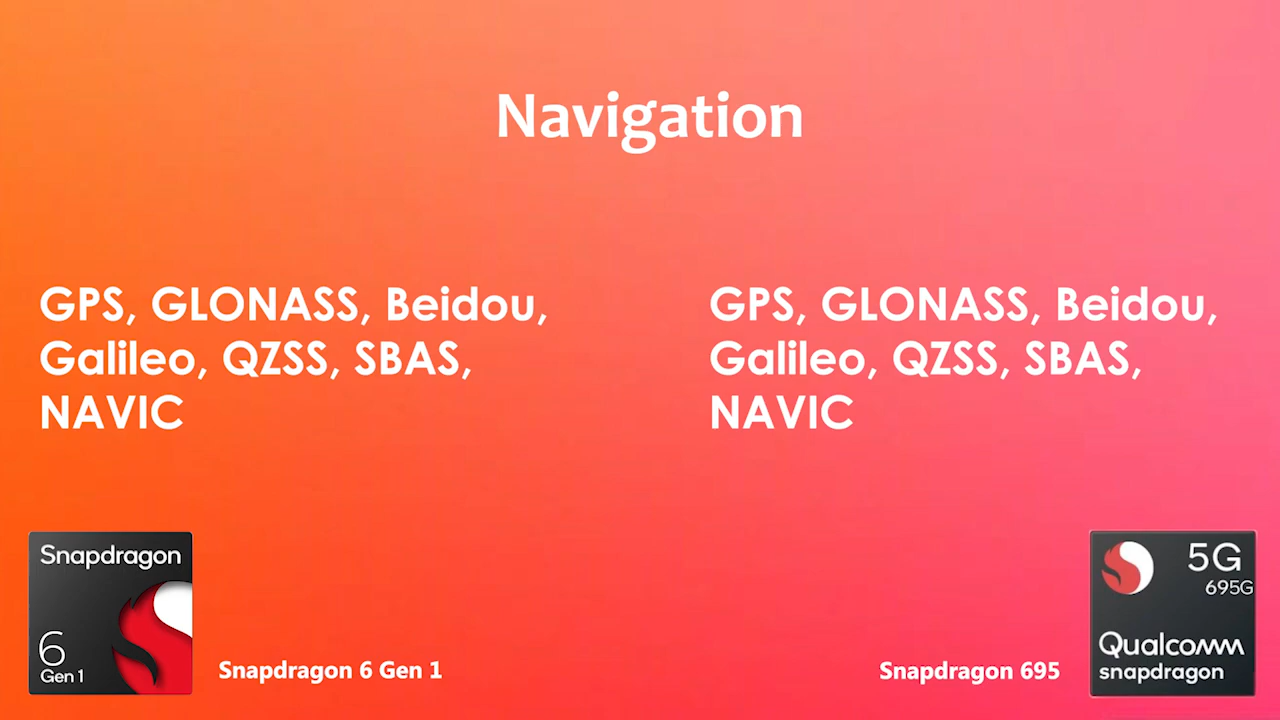 Navigation
GPS, GLONASS, Beidou,
Galileo, QZSS, SBAS,
NAVIC
GPS, GLONASS, Beidou,
Galileo, QZSS, SBAS,
NAVIC
Snapdragon
6
Gen 1
Snapdragon 6 Gen 1
Snapdragon 695
5G
695G
Qualcomm
snapdragon